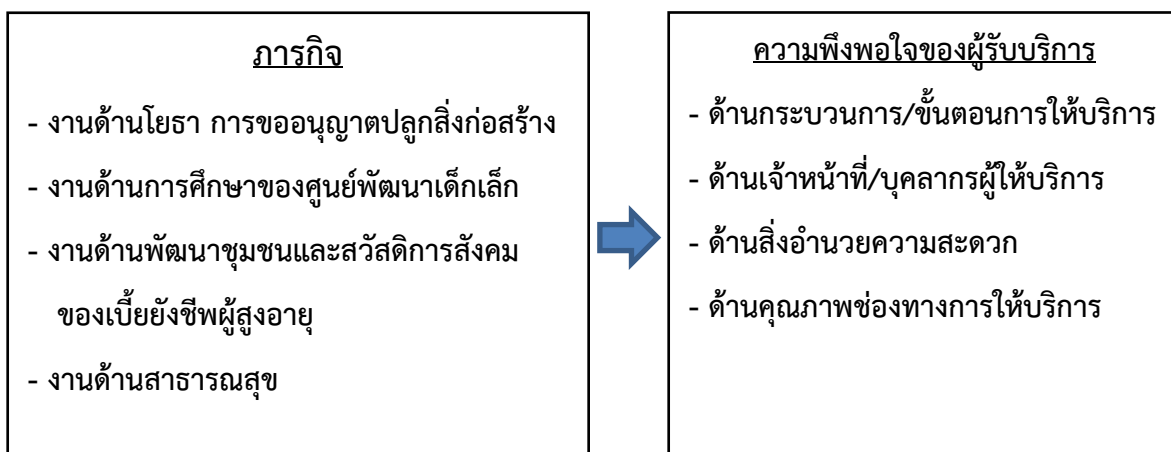 ภารกิจ
- งานด้านโยธา การขออนุญาตปลูกสิ่งก่อสร้าง
- งานด้านการศึกษาของศูนย์พัฒนาเด็กเล็ก
- งานด้านพัฒนาชุมชนและสวัสดิการสังคม
ของเบี้ยยังชีพผู้สูงอายุ
- งานด้านสาธารณสุข
ความพึงพอใจของผู้รับบริการ
- ด้านกระบวนการ/ขั้นตอนการให้บริการ
- ด้านเจ้าหน้าที่/บุคลากรผู้ให้บริการ
- ด้านสิ่งอำนวยความสะดวก
- ด้านคุณภาพช่องทางการให้บริการ